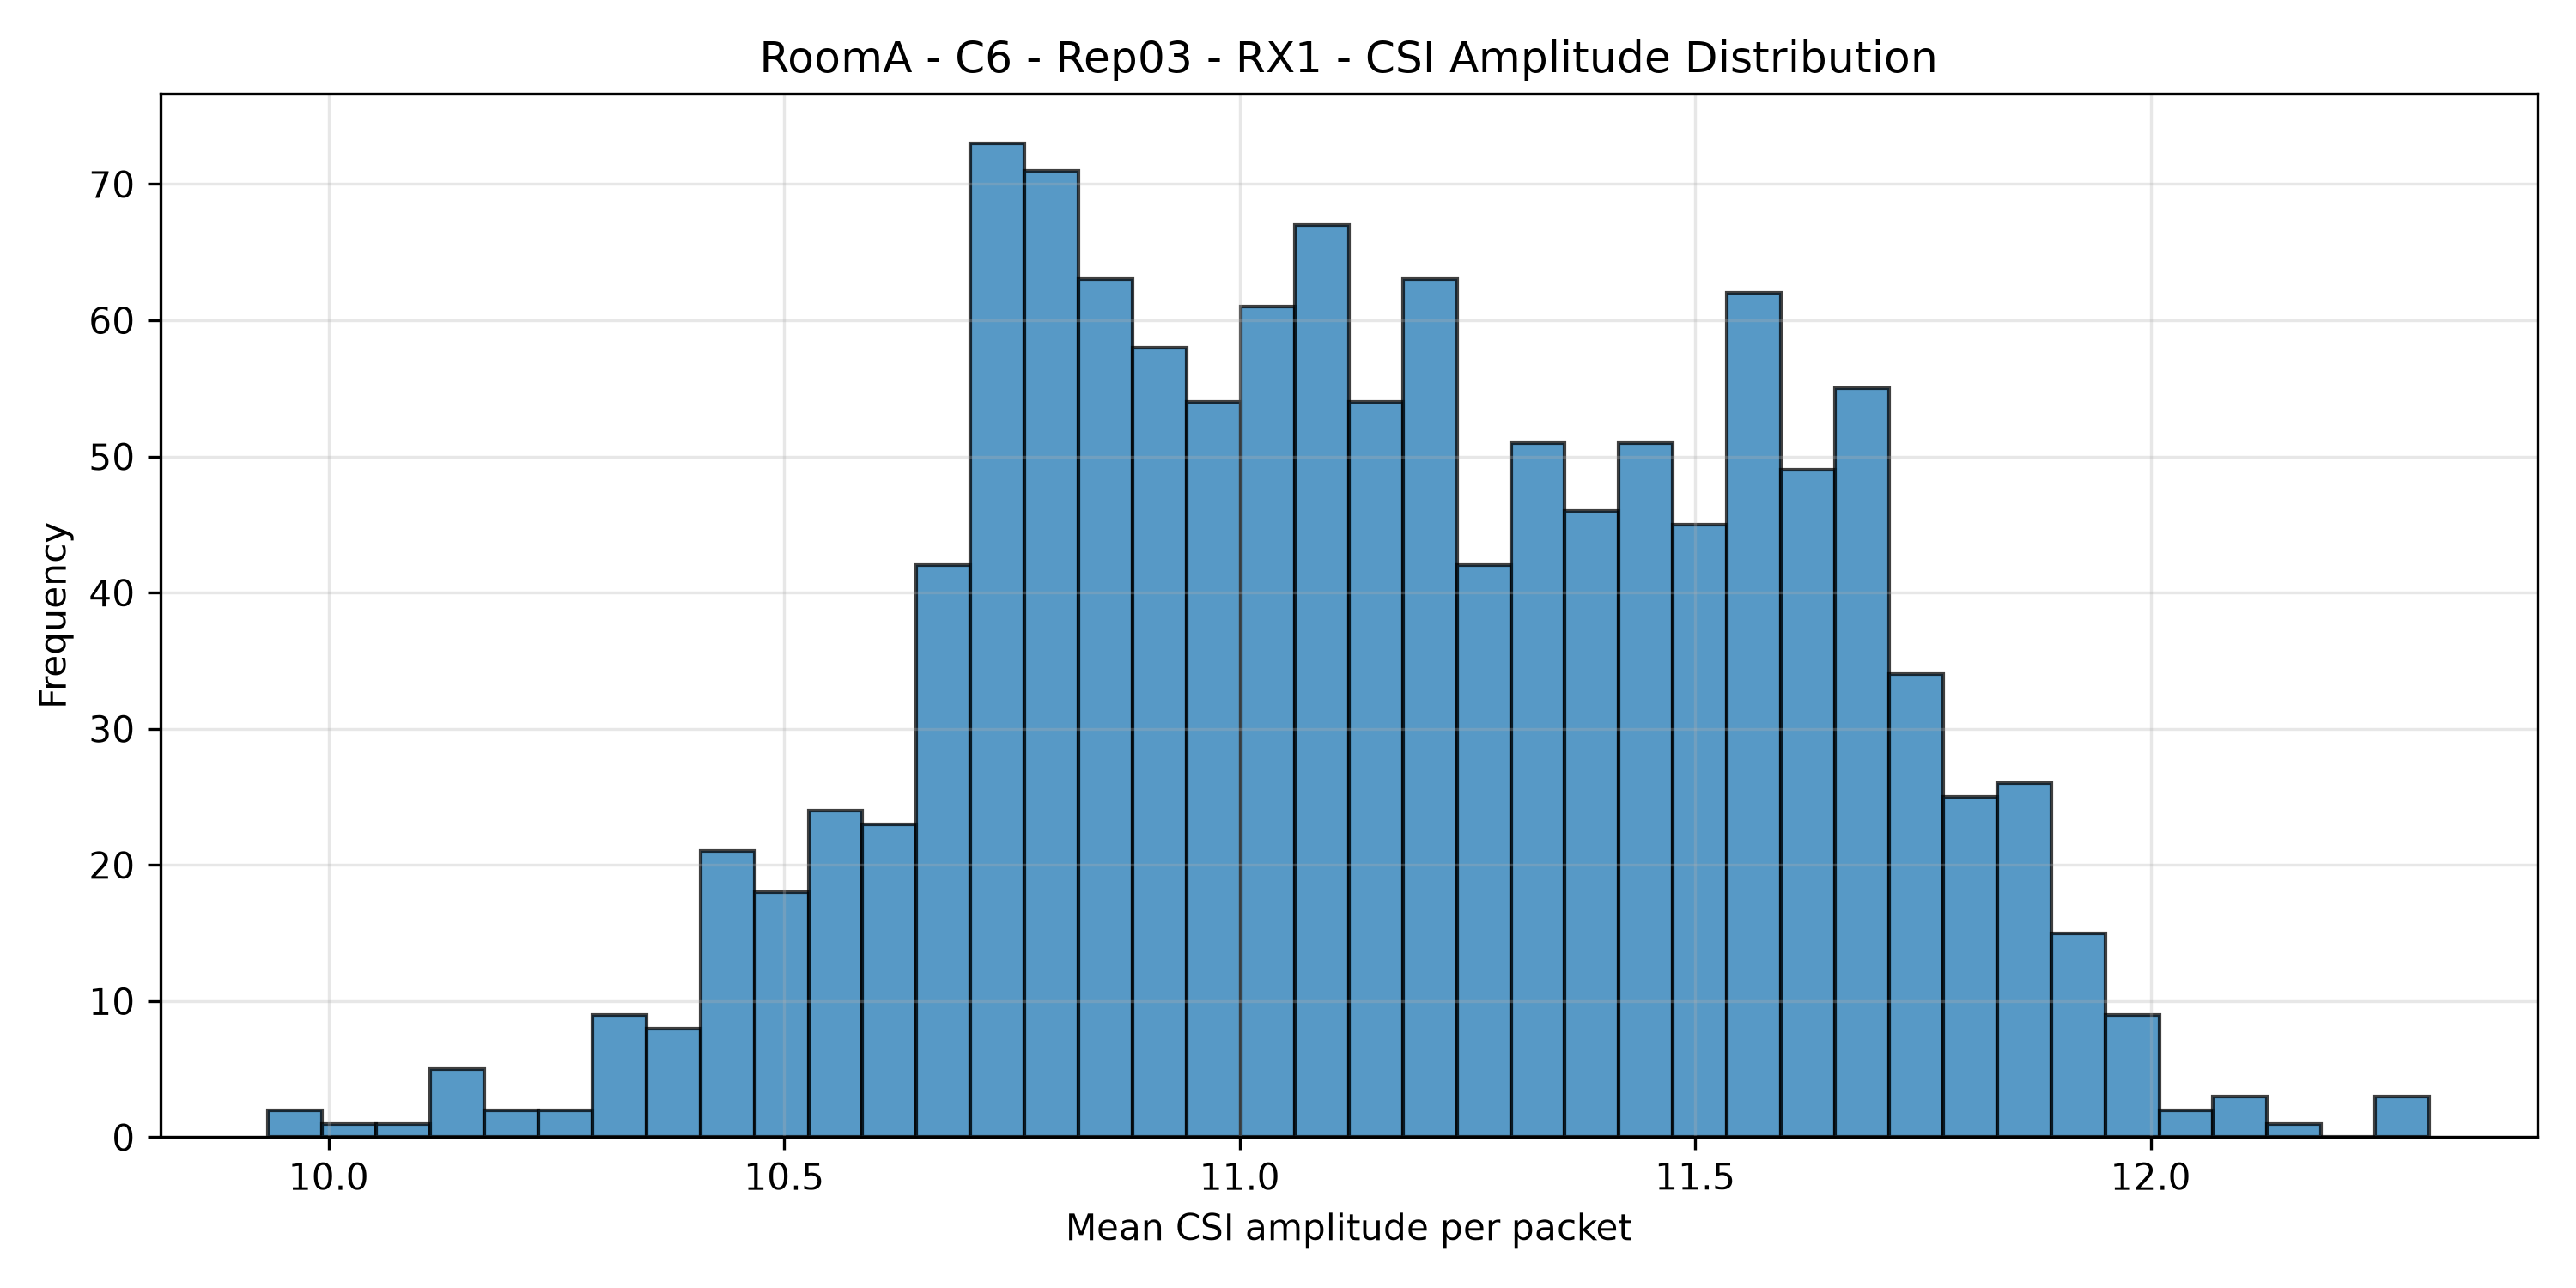 RoomA - C6 - Rep03 - RX1 - CSI Amplitude Distribution
Frequency
70
60
50
40
30
20
10
0
10.0 10.5 11.0 11.5 12.0
Mean CSI amplitude per packet